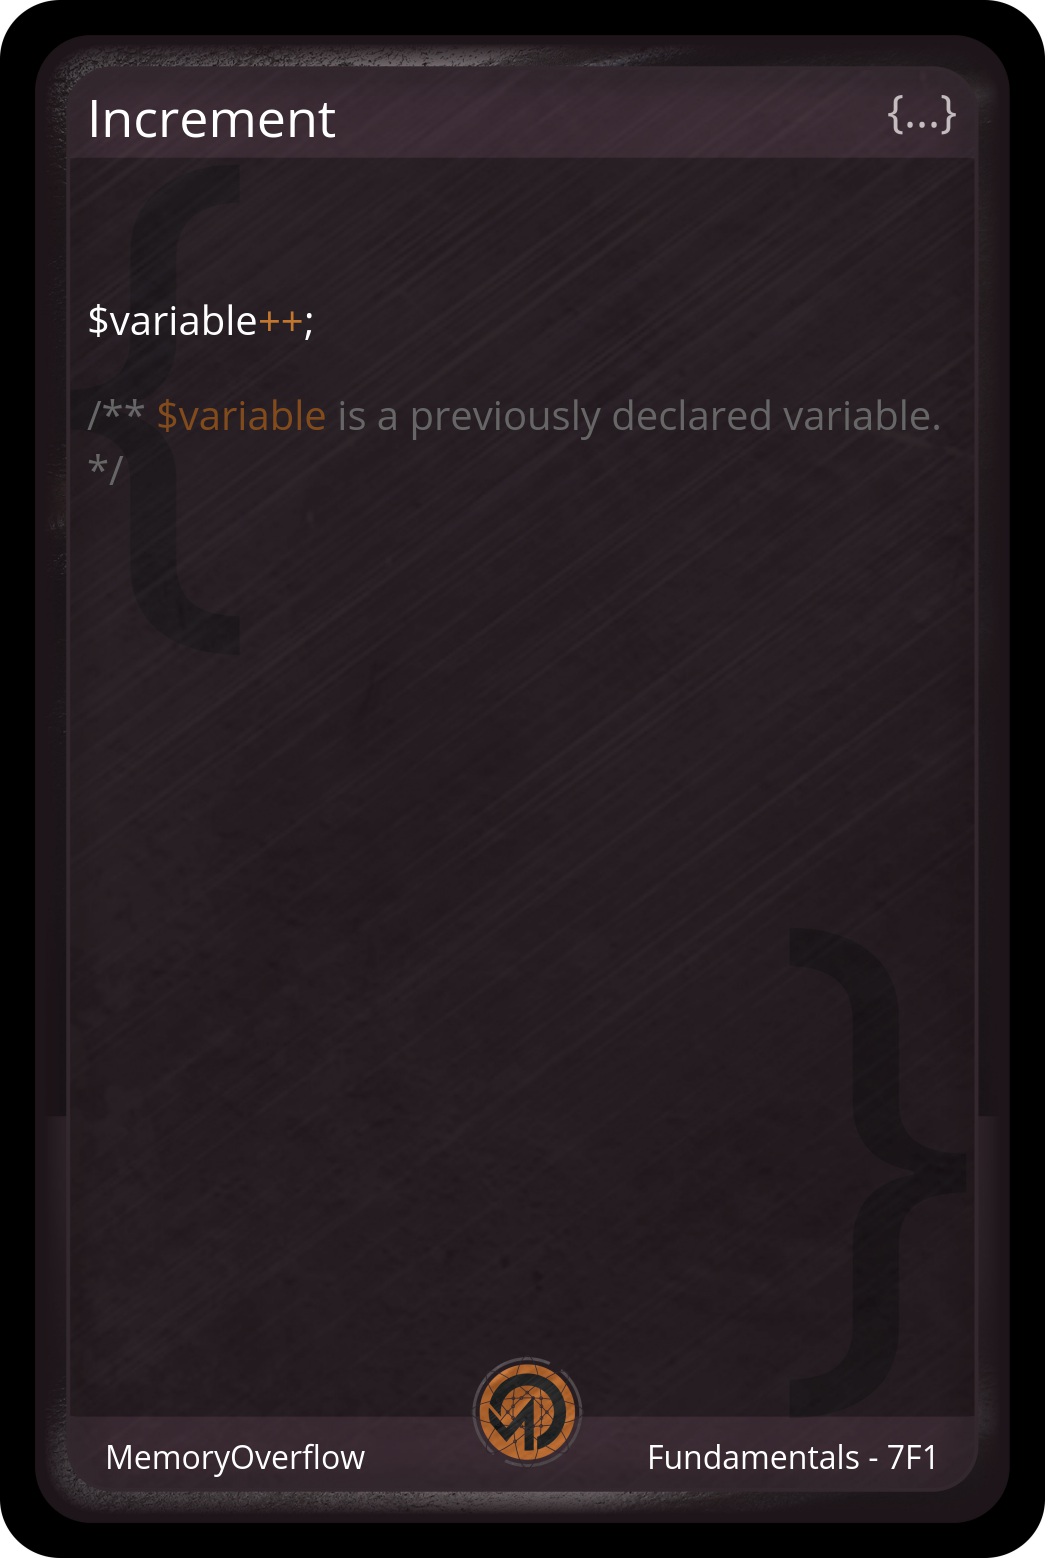 Increment {...}
$variable++;
/** $variable is a previously declared variable.
*/
MemoryOverflow Fundamentals - 7F1